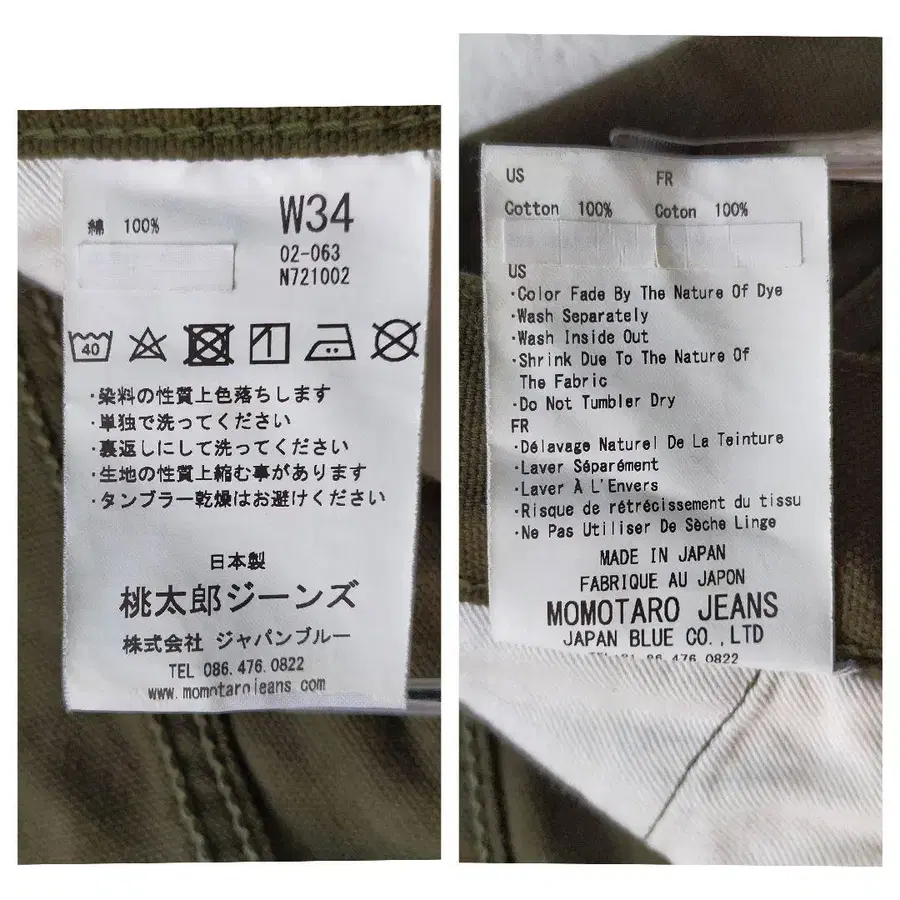 綿 100%
W34
02-063
N721002
40
・染料の性質上色落ちします
・単独で洗ってください
・裏返しにして洗ってください
・生地の性質上縮む事があります
・タンブラー乾燥はお避けください
日本製
桃太郎ジーンズ
株式会社 ジャパンブルー
TEL 086.476.0822
www.momotarojeans.com
US FR
Cotton 100% Coton 100%
US
・Color Fade By The Nature Of Dye
・Wash Separately
・Wash Inside Out
・Shrink Due To The Nature Of
The Fabric
・Do Not Tumbler Dry
FR
・Délavage Naturel De La Teinture
・Laver Séparément
・Laver À L'Envers
・Risque de rétrécissement du tissu
・Ne Pas Utiliser De Sèche Linge
MADE IN JAPAN
FABRIQUE AU JAPON
MOMOTARO JEANS
JAPAN BLUE CO.,LTD
476 0822